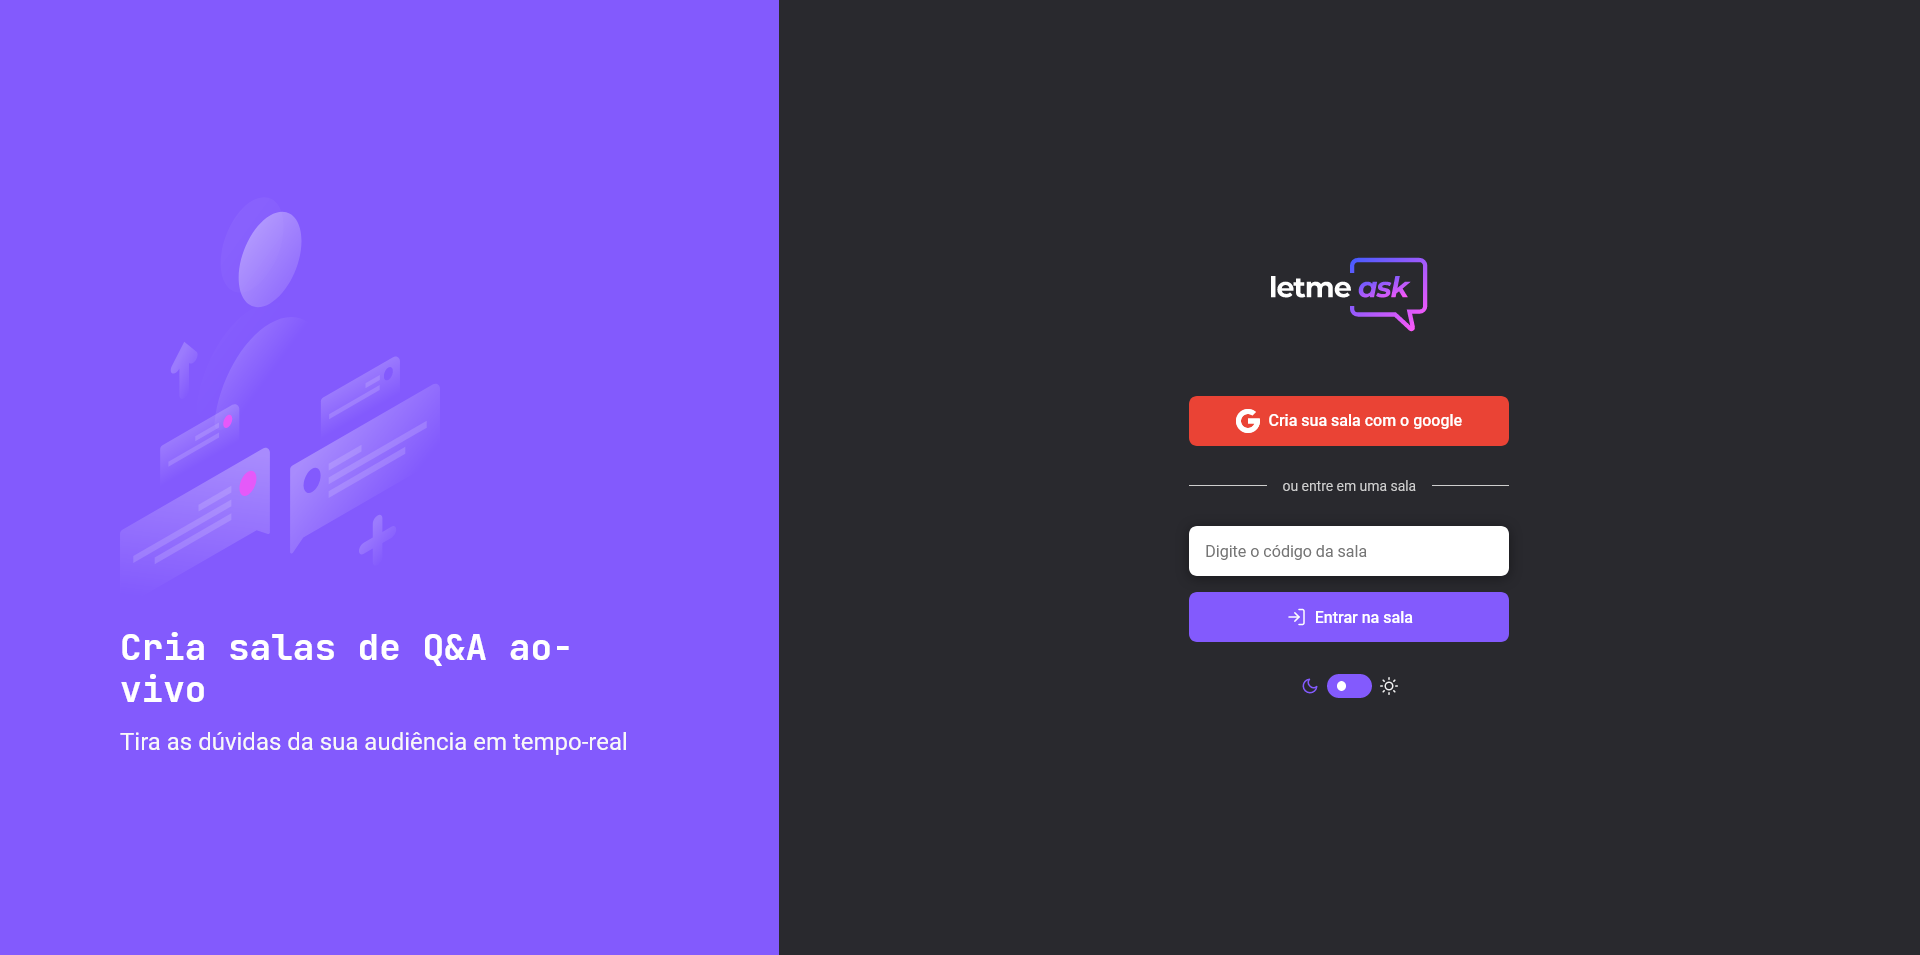 Cria salas de Q&A ao-
vivo
Tira as dúvidas da sua audiência em tempo-real
letme ask
Cria sua sala com o google
ou entre em uma sala
Digite o código da sala
Entrar na sala